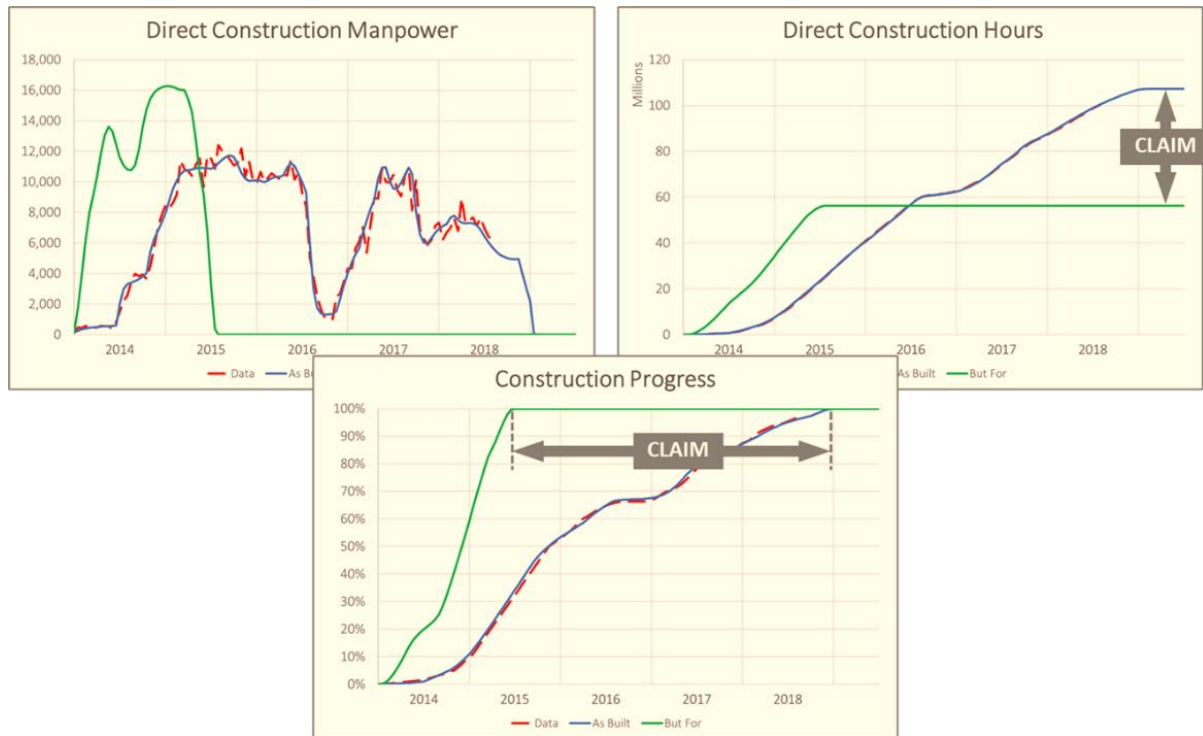 Direct Construction Manpower
18,000
16,000
14,000
12,000
10,000
8,000
6,000
4,000
2,000
0
2014 2015 2016 2017 2018
Data As Bu
Direct Construction Hours
Millions
120
100
80
60
40
20
0
CLAIM
2014 2015 2016 2017 2018
As Built But For
Construction Progress
100%
90%
80%
70%
60%
50%
40%
30%
20%
10%
0%
CLAIM
2014 2015 2016 2017 2018
Data As Built But For